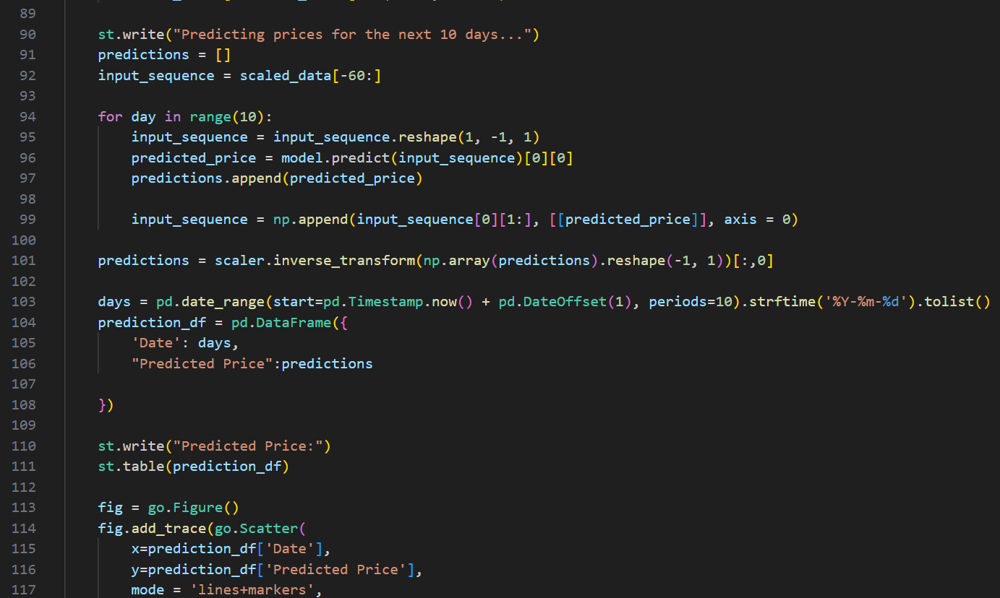 89
90 st.write("Predicting prices for the next 10 days...")
91 predictions = []
92 input_sequence = scaled_data[-60:]
93
94 for day in range(10):
95 input_sequence = input_sequence.reshape(1, -1, 1)
96 predicted_price = model.predict(input_sequence)[0][0]
97 predictions.append(predicted_price)
98
99 input_sequence = np.append(input_sequence[0][1:], [[predicted_price]], axis = 0)
100
101 predictions = scaler.inverse_transform(np.array(predictions).reshape(-1, 1))[:,0]
102
103 days = pd.date_range(start=pd.Timestamp.now() + pd.DateOffset(1), periods=10).strftime('%Y-%m-%d').tolist()
104 prediction_df = pd.DataFrame({
105 'Date': days,
106 "Predicted Price":predictions
107
108 })
109
110 st.write("Predicted Price:")
111 st.table(prediction_df)
112
113 fig = go.Figure()
114 fig.add_trace(go.Scatter(
115 x=prediction_df['Date'],
116 y=prediction_df['Predicted Price'],
117 mode = 'lines+markers',